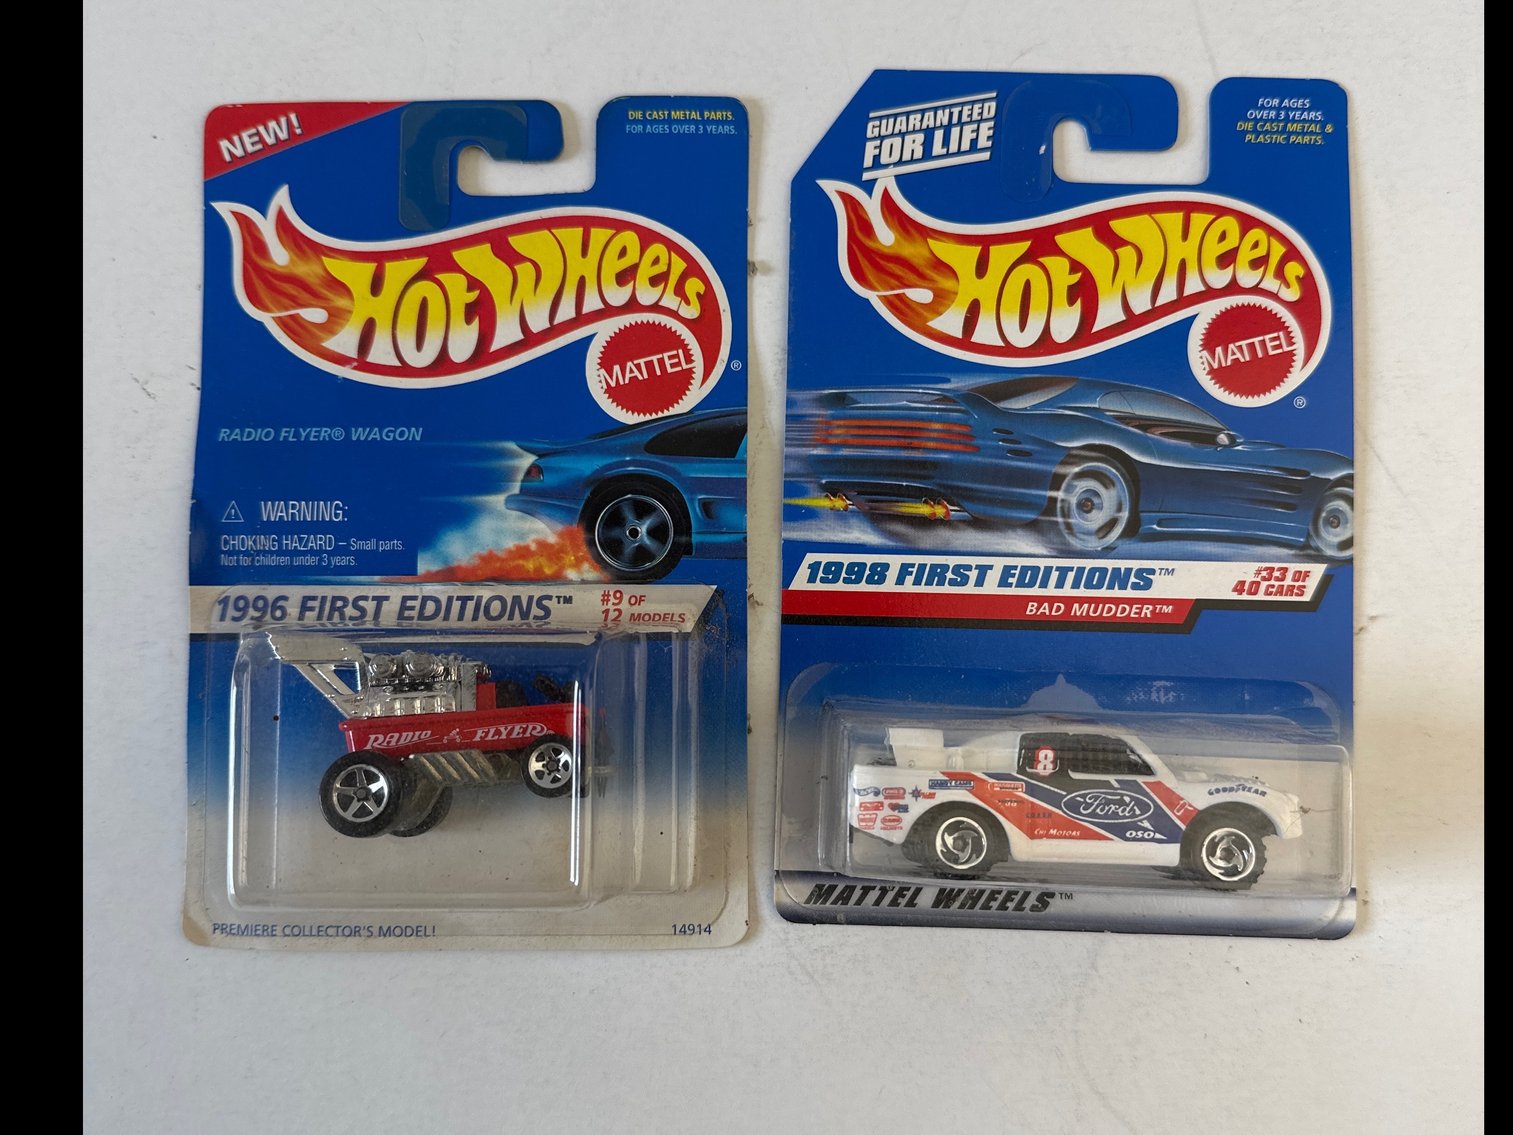 NEW!
DIE CAST METAL PARTS.
FOR AGES OVER 3 YEARS.
HOT WHEELS
MATTEL
®
RADIO FLYER® WAGON
⚠ WARNING:
CHOKING HAZARD – Small parts.
Not for children under 3 years.
1996 FIRST EDITIONS™
#9 OF
12 MODELS
RADIO FLYER
PREMIERE COLLECTOR'S MODEL!
14914
GUARANTEED
FOR LIFE
FOR AGES
OVER 3 YEARS.
DIE CAST METAL &
PLASTIC PARTS.
HOT WHEELS
MATTEL
®
1998 FIRST EDITIONS™
#33 OF
40 CARS
BAD MUDDER™
8
Ford
GOODYEAR
CHI MOTORS
OSO
MATTEL WHEELS™